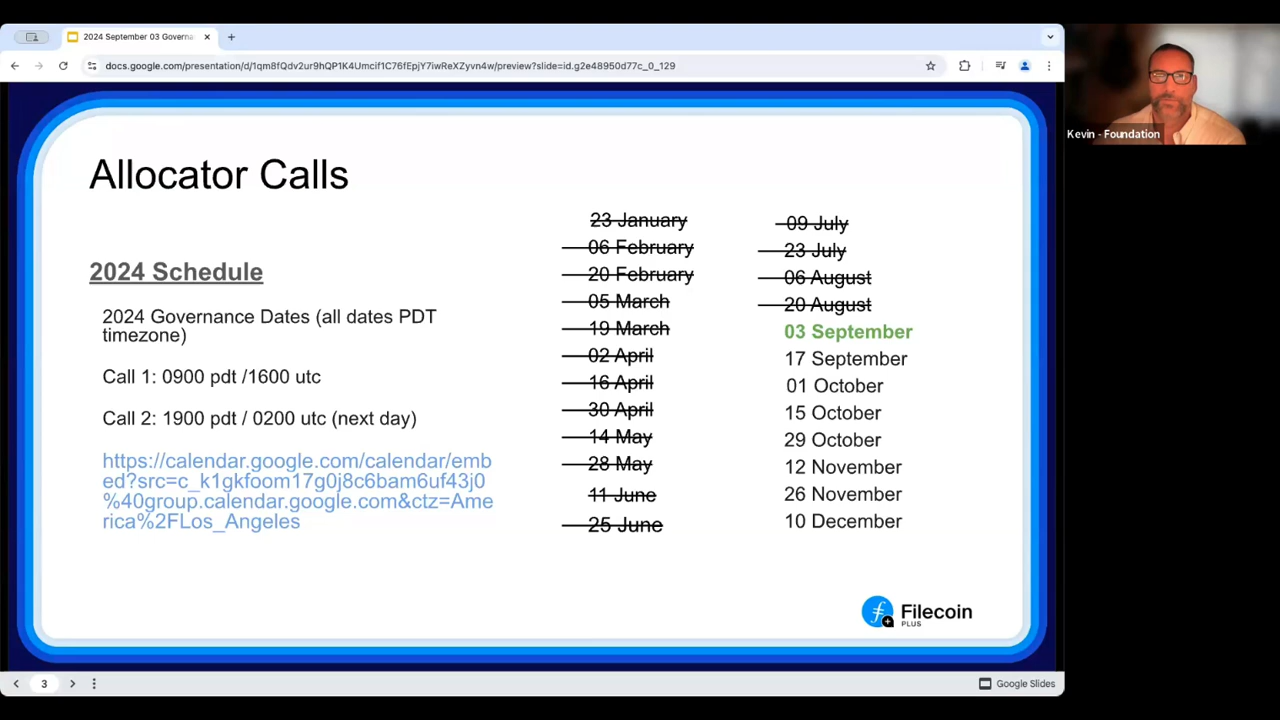 2024 September 03 Governa
docs.google.com/presentation/d/1qm8fQdv2ur9hQP1K4Umcif1C76fEpjY7iwReXZyvn4w/preview?slide=id.g2e48950d77c_0_129
Kevin - Foundation
Allocator Calls
2024 Schedule
2024 Governance Dates (all dates PDT
timezone)
Call 1: 0900 pdt /1600 utc
Call 2: 1900 pdt / 0200 utc (next day)
https://calendar.google.com/calendar/emb
ed?src=c_k1gkfoom17g0j8c6bam6uf43j0
%40group.calendar.google.com&ctz=Ame
rica%2FLos_Angeles
23 January
06 February
20 February
05 March
19 March
02 April
16 April
30 April
14 May
28 May
11 June
25 June
09 July
23 July
06 August
20 August
03 September
17 September
01 October
15 October
29 October
12 November
26 November
10 December
Filecoin
PLUS
3
Google Slides